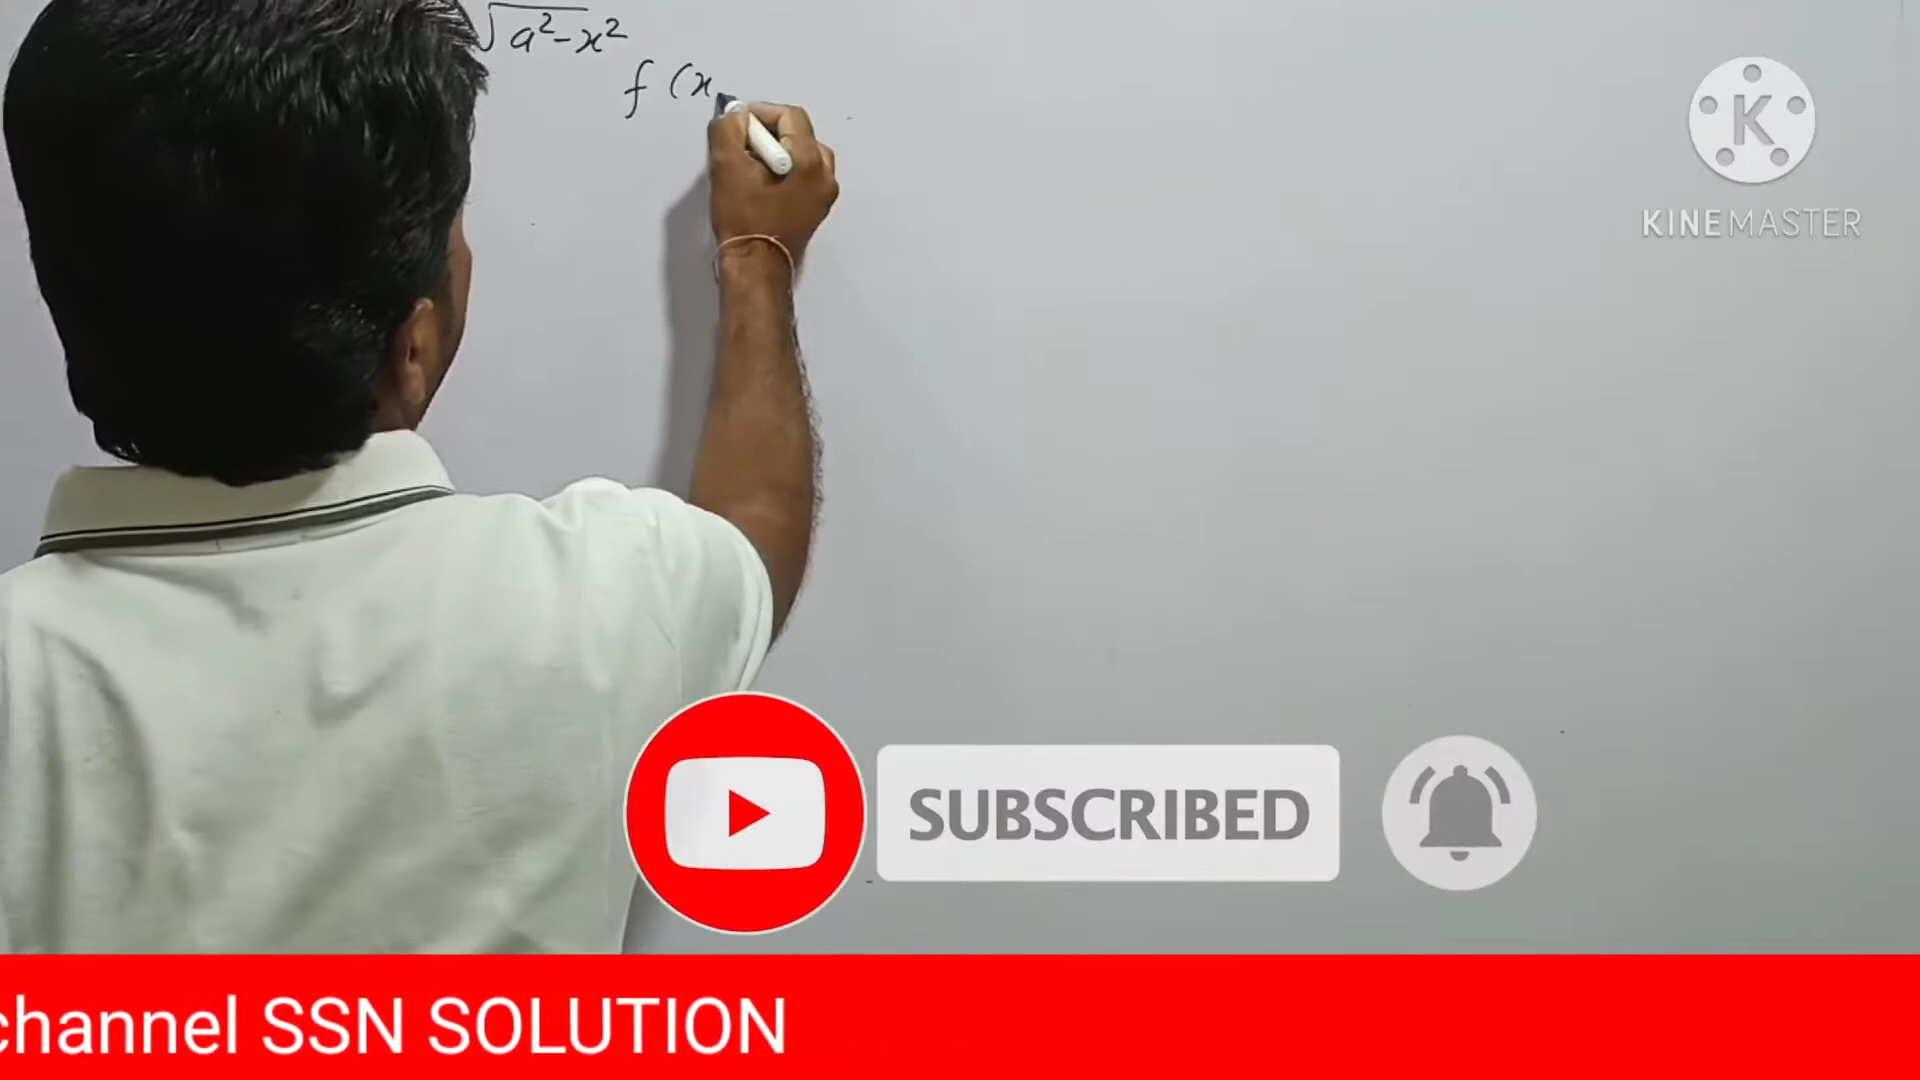 √a²-x²
f (x
K
KINEMASTER
SUBSCRIBED
channel SSN SOLUTION